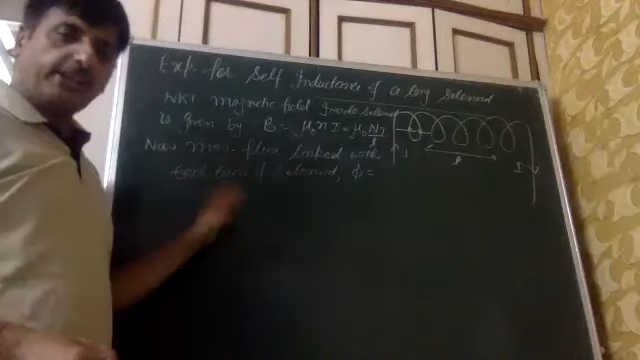 Exp. for Self Inductance of a long Solenoid
WKT magnetic field Inside Solenoid
is given by B = μ₀ n I = μ₀ N I / l
Now mag. flux linked with
each turn of Solenoid, φ =
I
l
I